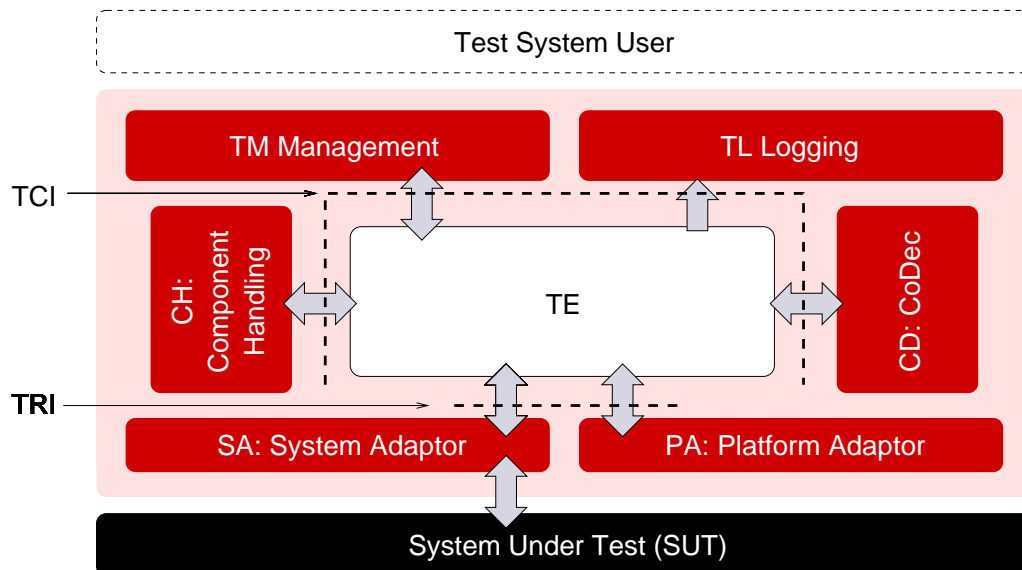 Test System User
TM Management
TL Logging
TCI
CH:
Component
Handling
TE
CD: CoDec
TRI
SA: System Adaptor
PA: Platform Adaptor
System Under Test (SUT)